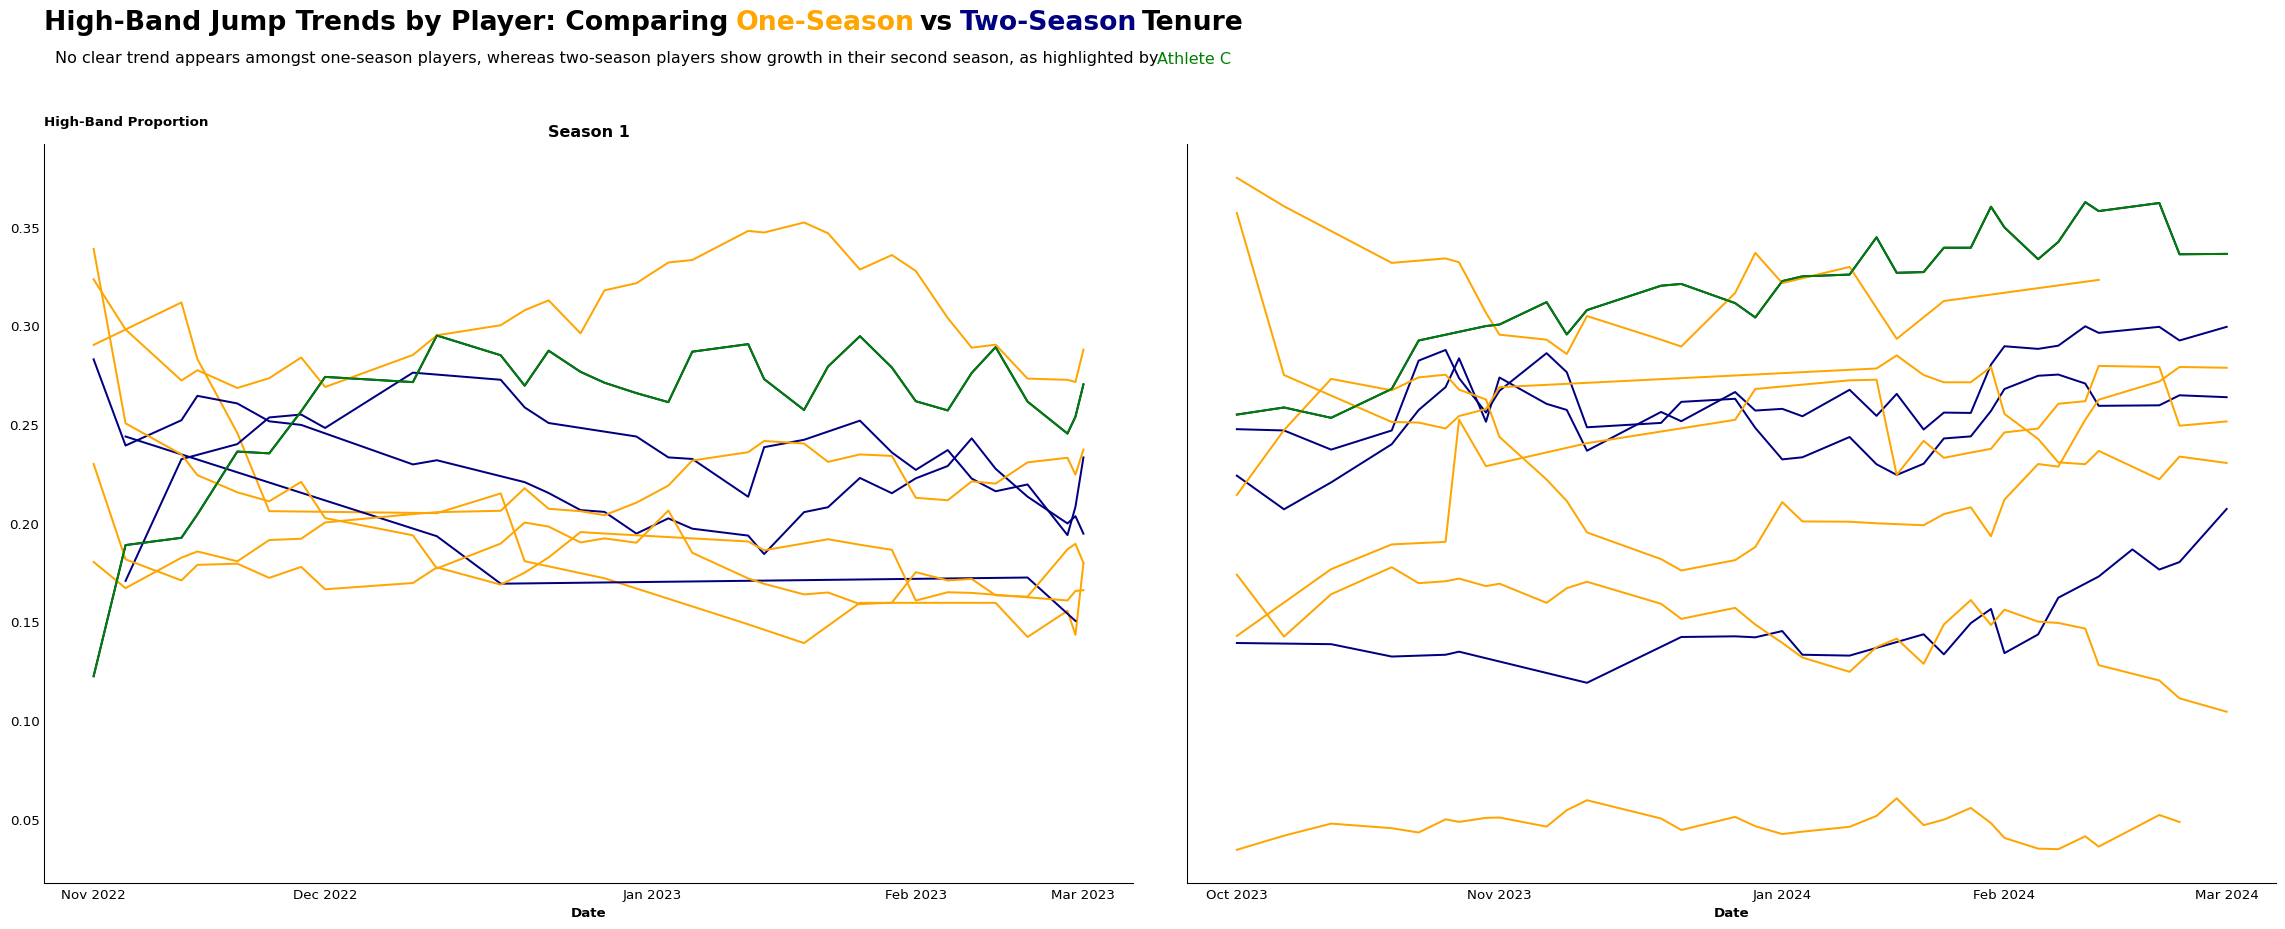 High-Band Jump Trends by Player: Comparing One-Season vs Two-Season Tenure
No clear trend appears amongst one-season players, whereas two-season players show growth in their second season, as highlighted by Athlete C
High-Band Proportion
Season 1
0.35
0.30
0.25
0.20
0.15
0.10
0.05
Nov 2022 Dec 2022 Jan 2023 Feb 2023 Mar 2023
Date
Oct 2023 Nov 2023 Jan 2024 Feb 2024 Mar 2024
Date